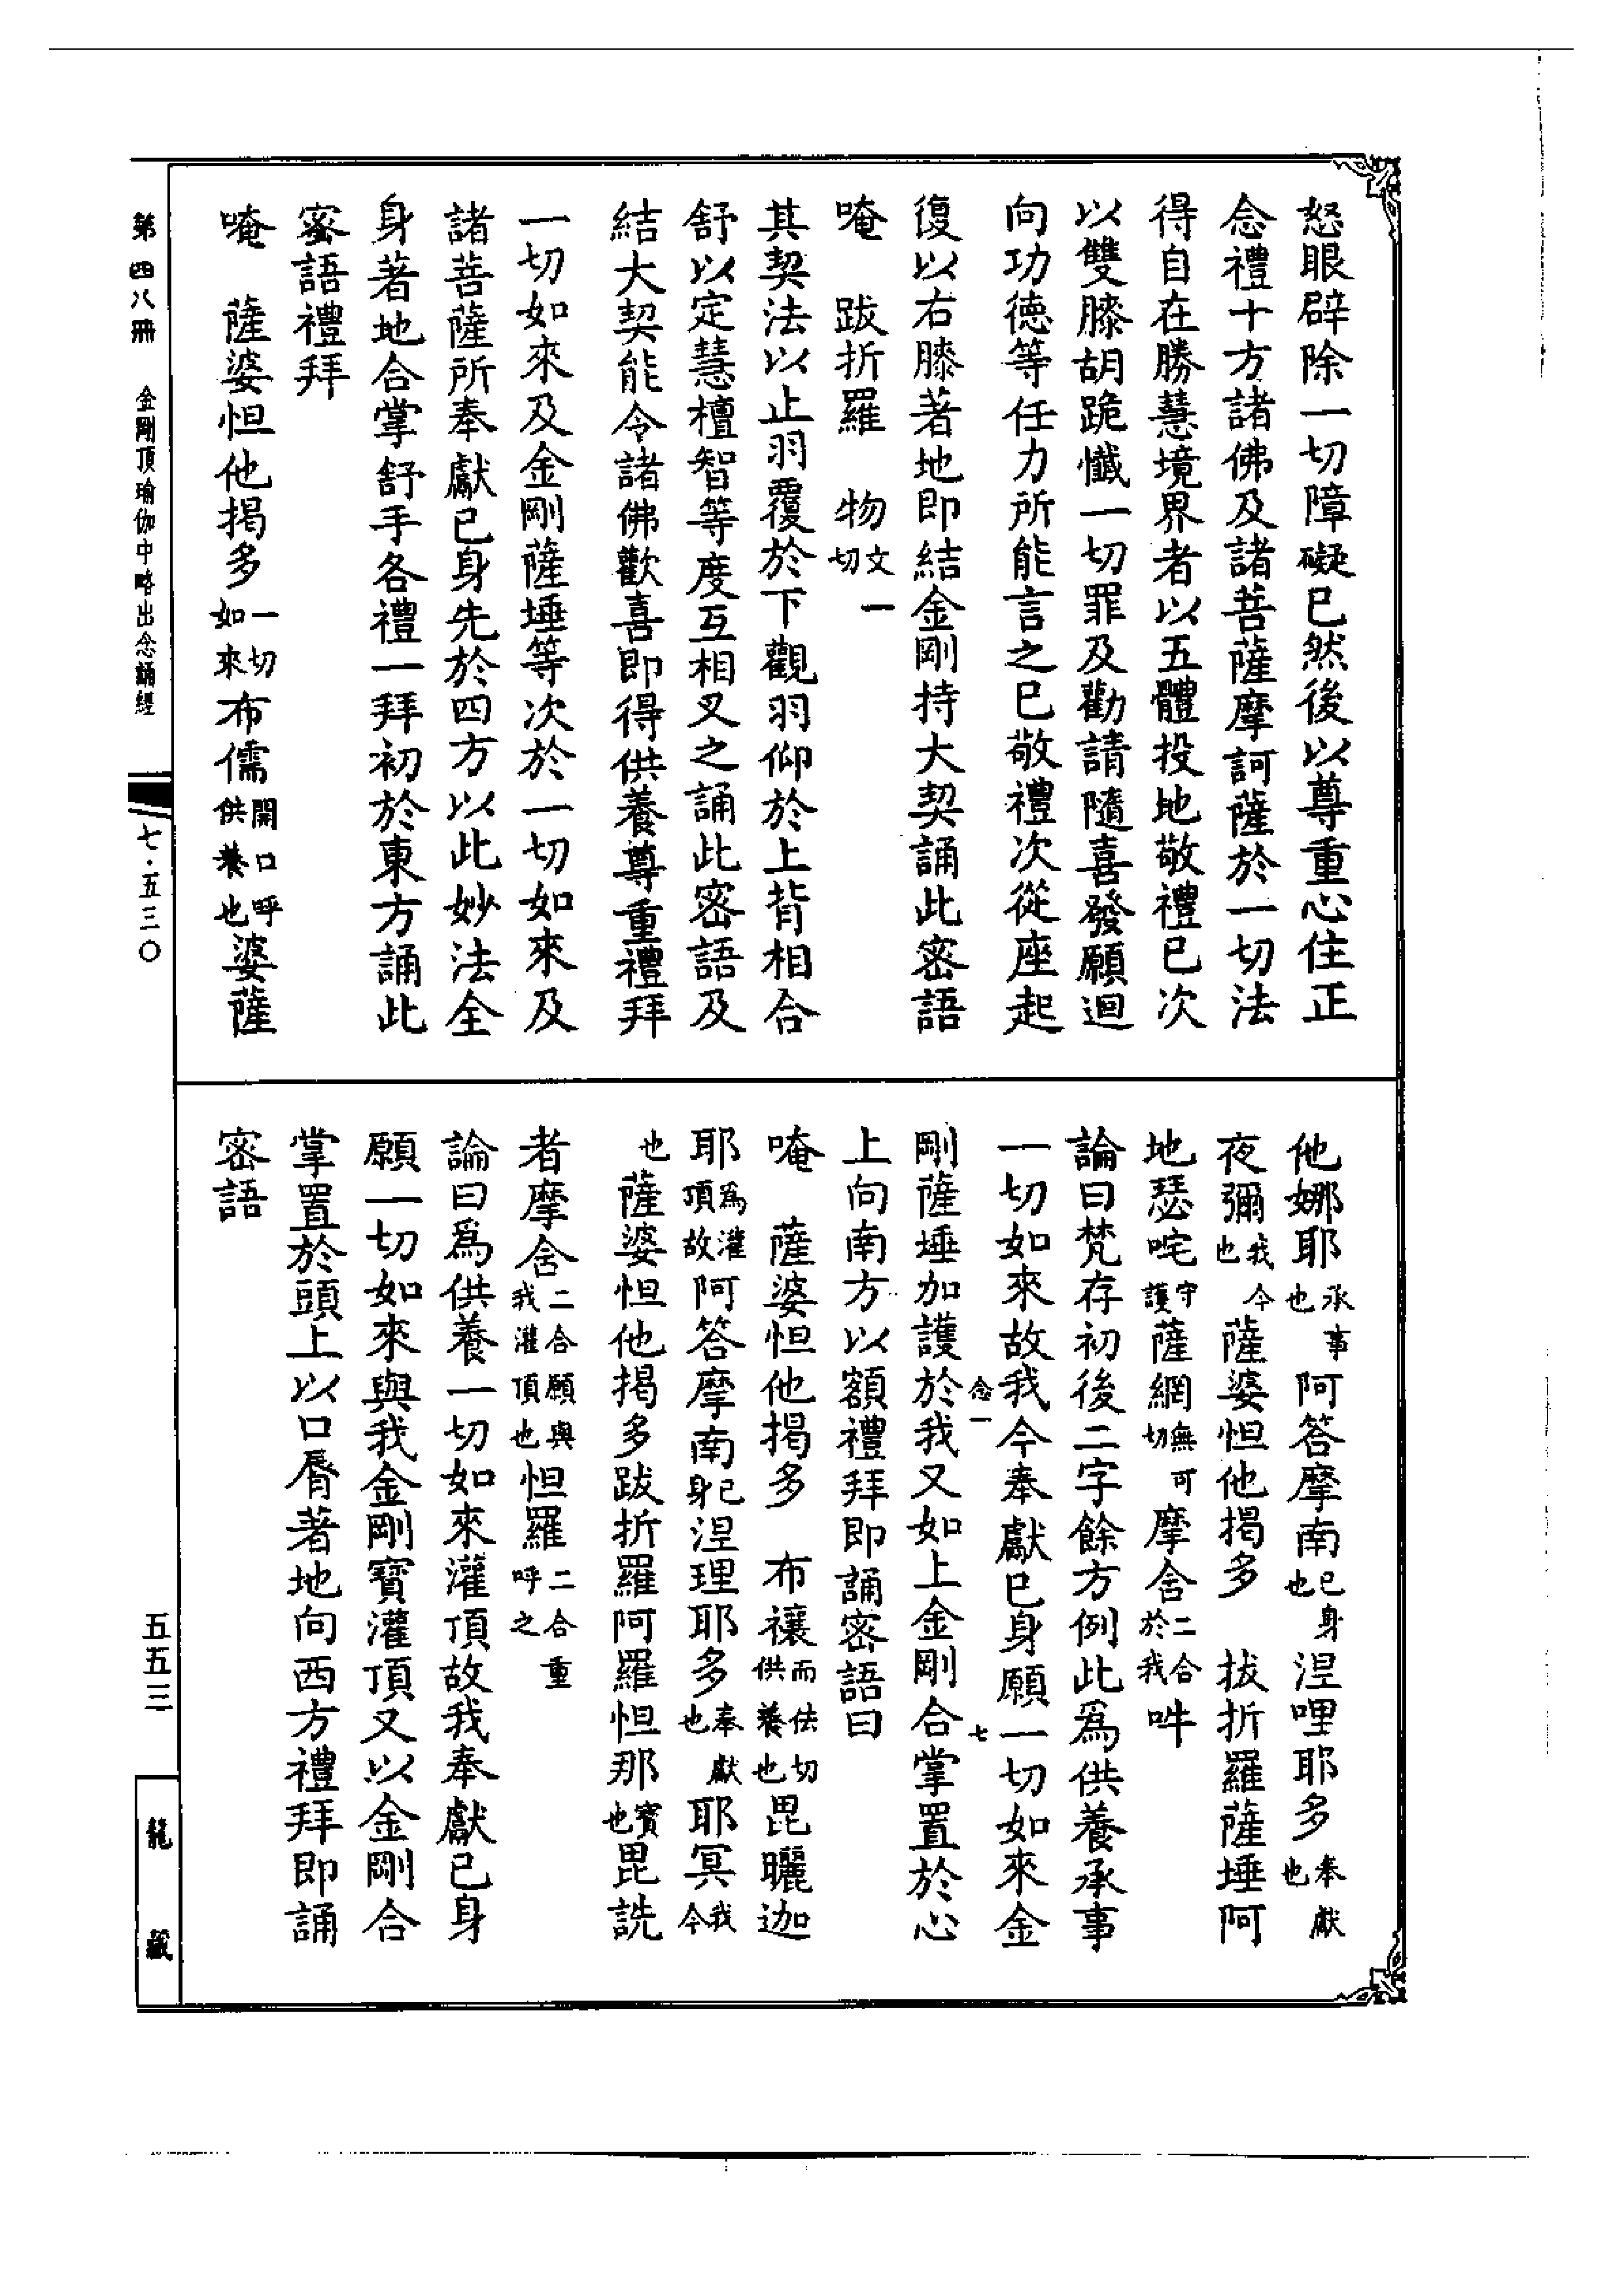 怒眼辟除一切障礙已然後以尊重心住正
念禮十方諸佛及諸菩薩摩訶薩於一切法
得自在勝慧境界者以五體投地敬禮已次
以雙膝胡跪懺一切罪及勸請隨喜發願迴
向功德等任力所能言之已敬禮次從座起
復以右膝著地即結金剛持大契誦此密語
唵　跋折羅　物文一切
其契法以止羽覆於下觀羽仰於上背相合
舒以定慧檀智等度互相叉之誦此密語及
結大契能令諸佛歡喜即得供養尊重禮拜
一切如來及金剛薩埵等次於一切如來及
諸菩薩所奉獻已身先於四方以此妙法全
身著地合掌舒手各禮一拜初於東方誦此
密語禮拜
唵　薩婆怛他揭多一切如來布儒開口呼供養也婆薩
他娜耶承事也阿答摩南已身也涅哩耶多奉獻也
夜彌我今也薩婆怛他揭多　拔折羅薩埵阿
地瑟咤守護薩網無可切摩含二合於我吽
論曰梵存初後二字餘方例此為供養承事
一切如來故我今奉獻已身願一切如來金
剛薩埵加護於我又如上金剛合掌置於心
念一　七
上向南方以額禮拜即誦密語曰
唵　薩婆怛他揭多　布禳而佉切供養也毘曬迦
耶為灌頂故阿答摩南已身涅理耶多奉獻也耶冥我今
也薩婆怛他揭多跋折羅阿羅怛那寶也毘詵
者摩含二合願與我灌頂也怛羅二合重呼之
論曰為供養一切如來灌頂故我奉獻已身
願一切如來與我金剛寶灌頂又以金剛合
掌置於頭上以口脣著地向西方禮拜即誦
密語
第四八冊　金剛頂瑜伽中略出念誦經　七·五三〇
五五三
龍藏